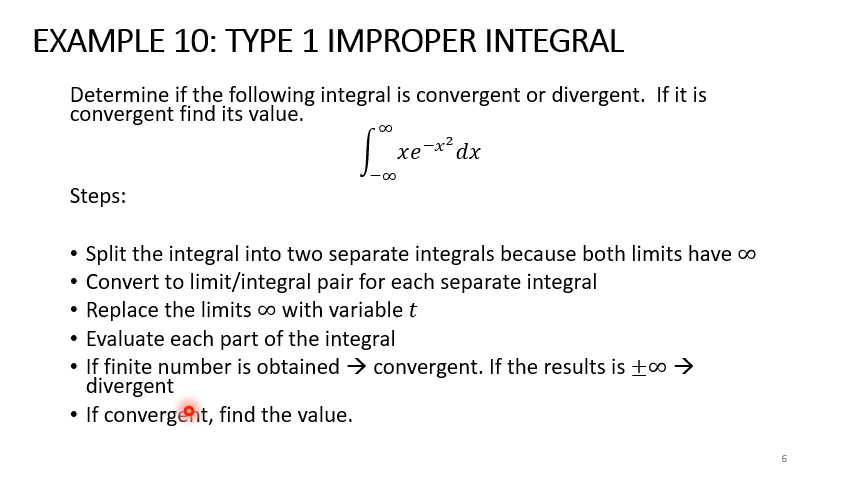 EXAMPLE 10: TYPE 1 IMPROPER INTEGRAL
Determine if the following integral is convergent or divergent.  If it is
convergent find its value.
∫_{−∞}^{∞} xe^{−x²} dx
Steps:
• Split the integral into two separate integrals because both limits have ∞
• Convert to limit/integral pair for each separate integral
• Replace the limits ∞ with variable t
• Evaluate each part of the integral
• If finite number is obtained → convergent. If the results is ±∞ →
divergent
• If convergent, find the value.
6